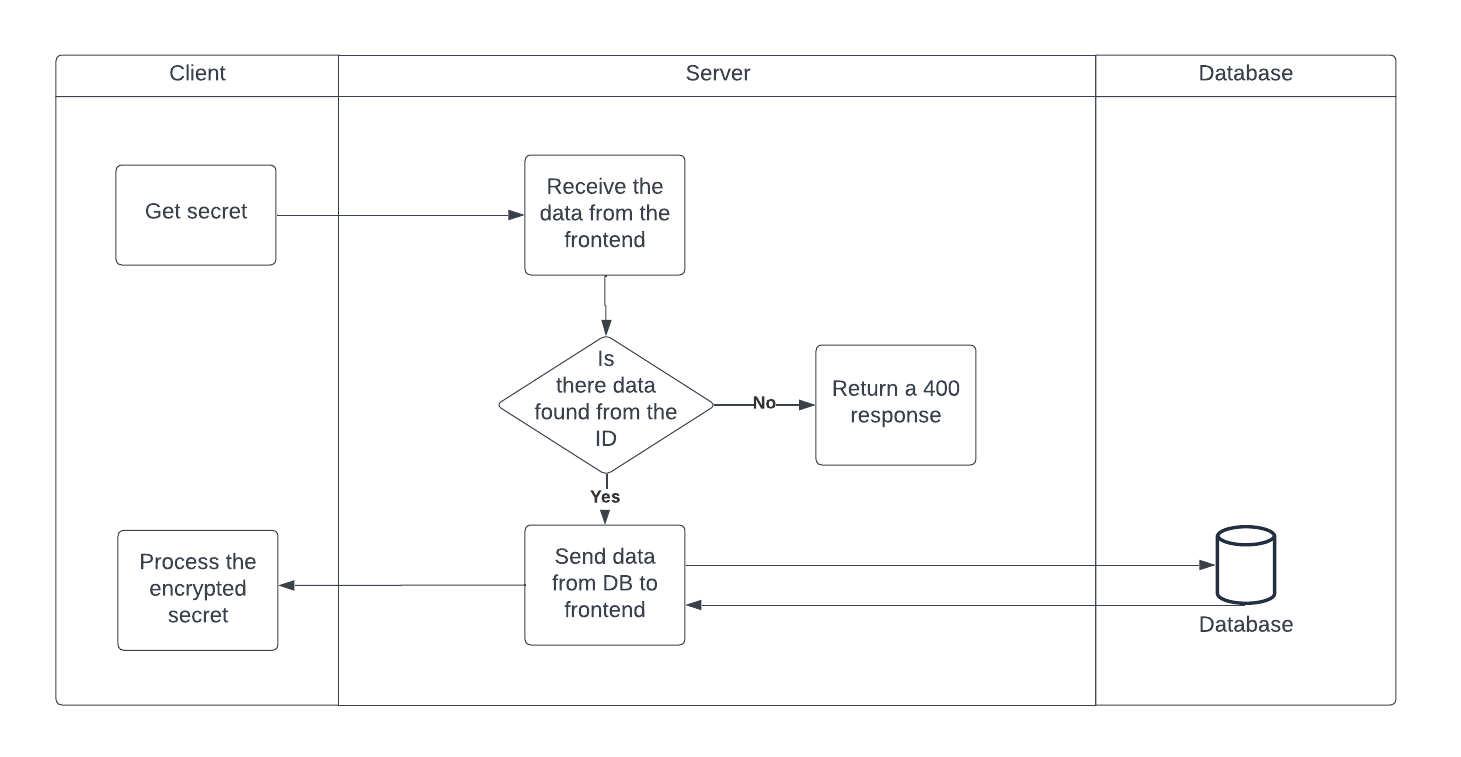 Client
Server
Database
Get secret
Receive the
data from the
frontend
Is
there data
found from the
ID
No
Return a 400
response
Yes
Process the
encrypted
secret
Send data
from DB to
frontend
Database